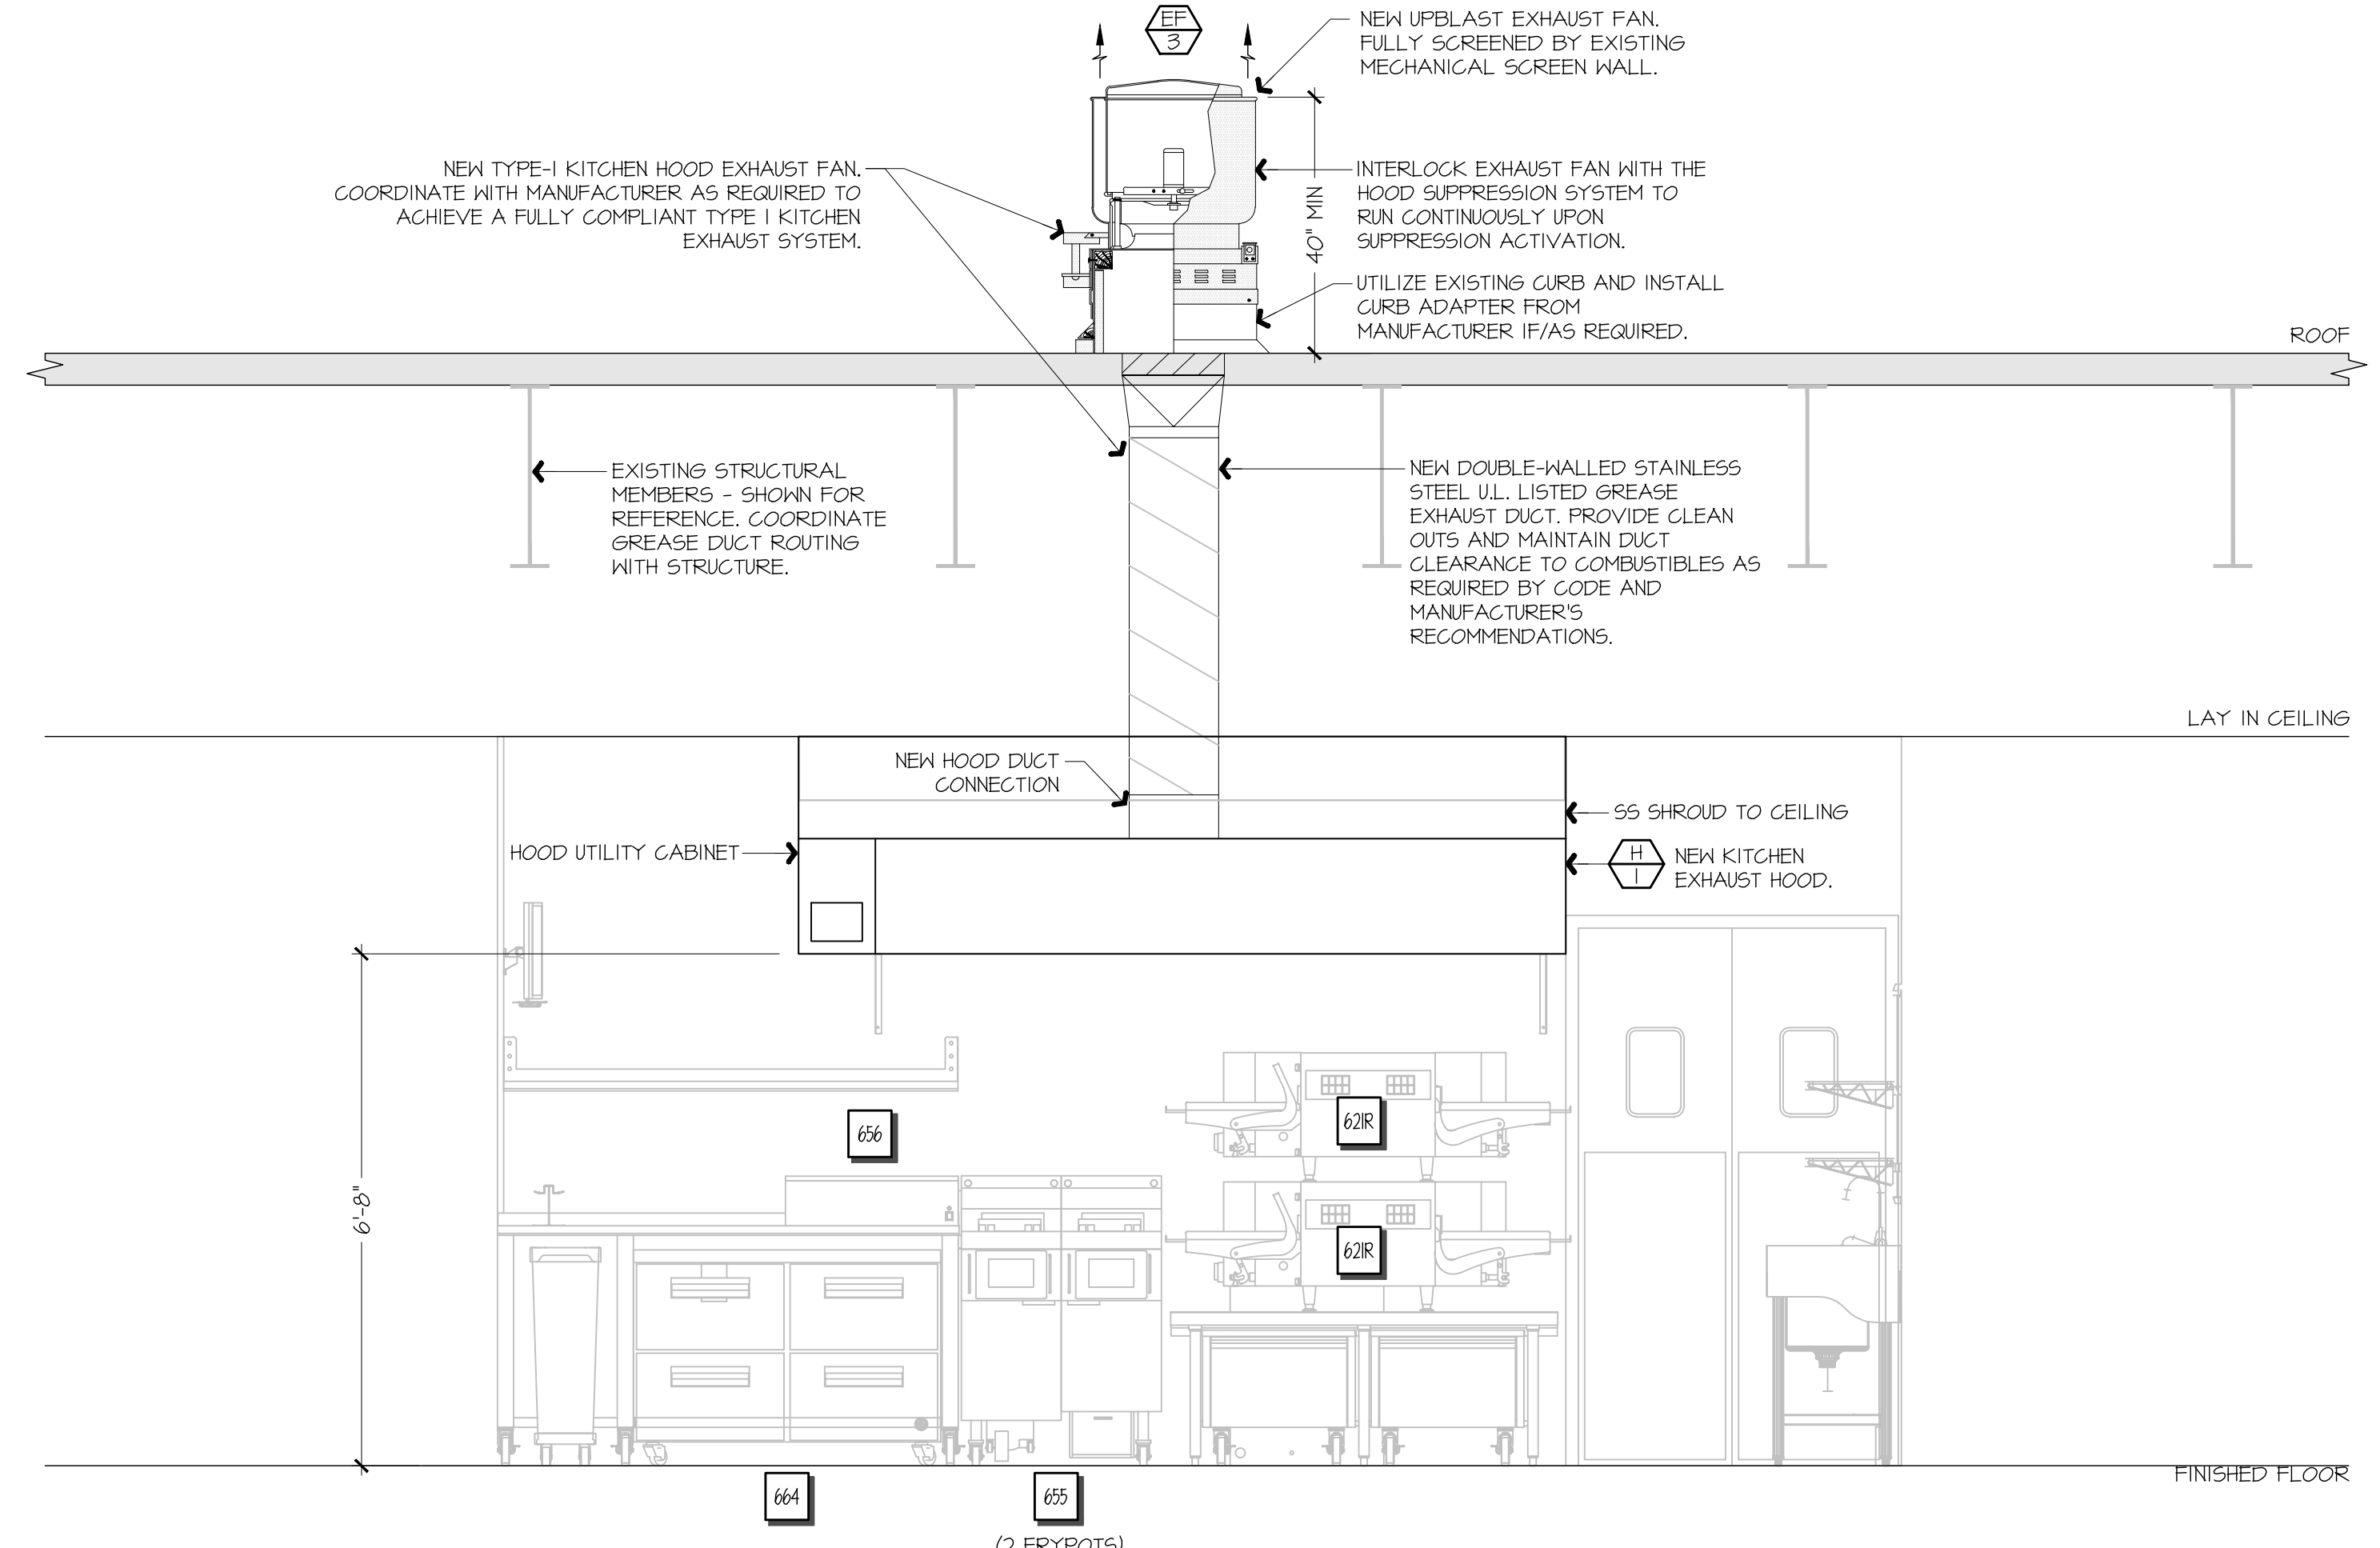 EF
3
NEW UPBLAST EXHAUST FAN.
FULLY SCREENED BY EXISTING
MECHANICAL SCREEN WALL.
NEW TYPE-I KITCHEN HOOD EXHAUST FAN.
COORDINATE WITH MANUFACTURER AS REQUIRED TO
ACHIEVE A FULLY COMPLIANT TYPE I KITCHEN
EXHAUST SYSTEM.
40" MIN
INTERLOCK EXHAUST FAN WITH THE
HOOD SUPPRESSION SYSTEM TO
RUN CONTINUOUSLY UPON
SUPPRESSION ACTIVATION.
UTILIZE EXISTING CURB AND INSTALL
CURB ADAPTER FROM
MANUFACTURER IF/AS REQUIRED.
ROOF
EXISTING STRUCTURAL
MEMBERS - SHOWN FOR
REFERENCE. COORDINATE
GREASE DUCT ROUTING
WITH STRUCTURE.
NEW DOUBLE-WALLED STAINLESS
STEEL U.L. LISTED GREASE
EXHAUST DUCT. PROVIDE CLEAN
OUTS AND MAINTAIN DUCT
CLEARANCE TO COMBUSTIBLES AS
REQUIRED BY CODE AND
MANUFACTURER'S
RECOMMENDATIONS.
LAY IN CEILING
NEW HOOD DUCT
CONNECTION
SS SHROUD TO CEILING
HOOD UTILITY CABINET
H
1
NEW KITCHEN
EXHAUST HOOD.
6'-8"
656
621R
621R
FINISHED FLOOR
664
655
(2 FRYPOTS)